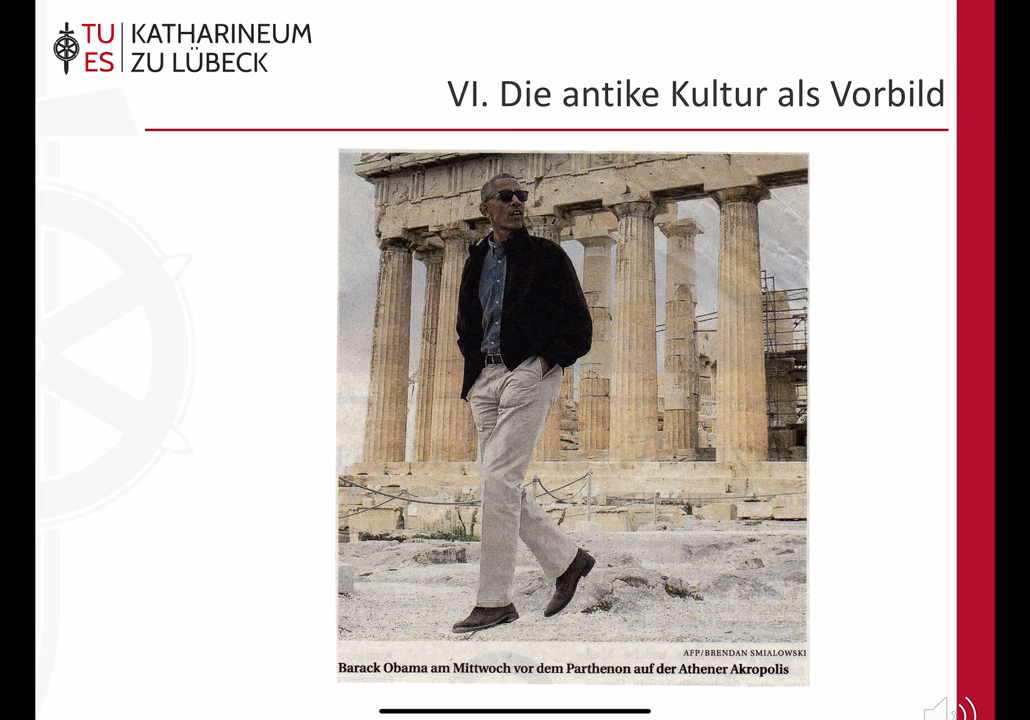 TU
ES
KATHARINEUM
ZU LÜBECK
VI. Die antike Kultur als Vorbild
AFP/BRENDAN SMIALOWSKI
Barack Obama am Mittwoch vor dem Parthenon auf der Athener Akropolis